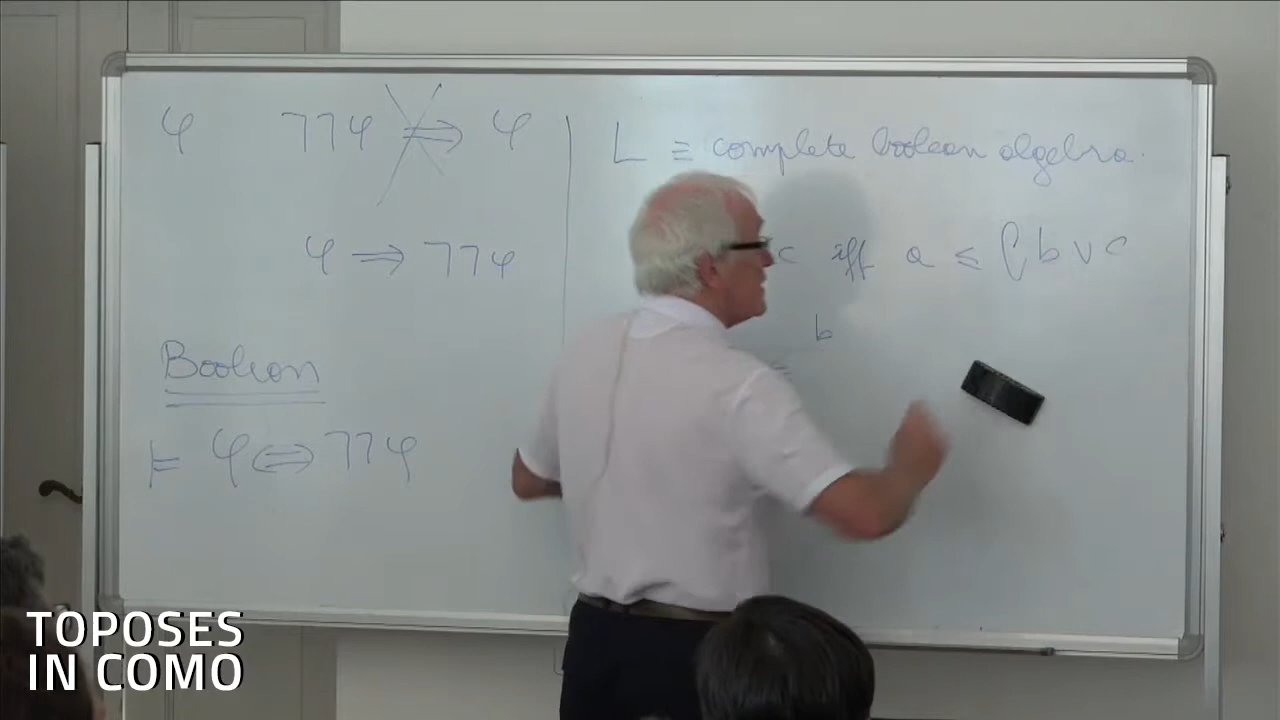 φ ¬¬φ ⇏ φ
φ ⇒ ¬¬φ
Boolean
⊨ φ ⇔ ¬¬φ
L ≡ complete boolean algebra.
c iff a ≤ ∁b ∨ c
b
=
TOPOSES
IN COMO